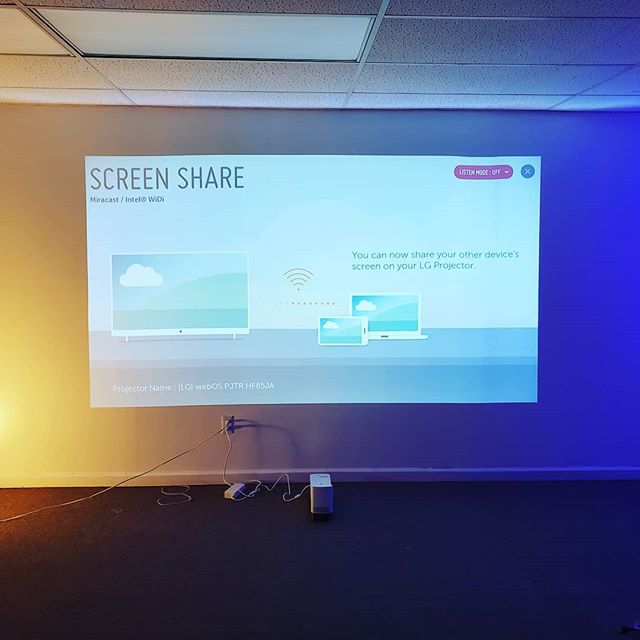 SCREEN SHARE
LISTEN MODE : OFF
Miracast / Intel® WiDi
You can now share your other device's
screen on your LG Projector.
Projector Name : [LG] webOS PJTR HF85JA